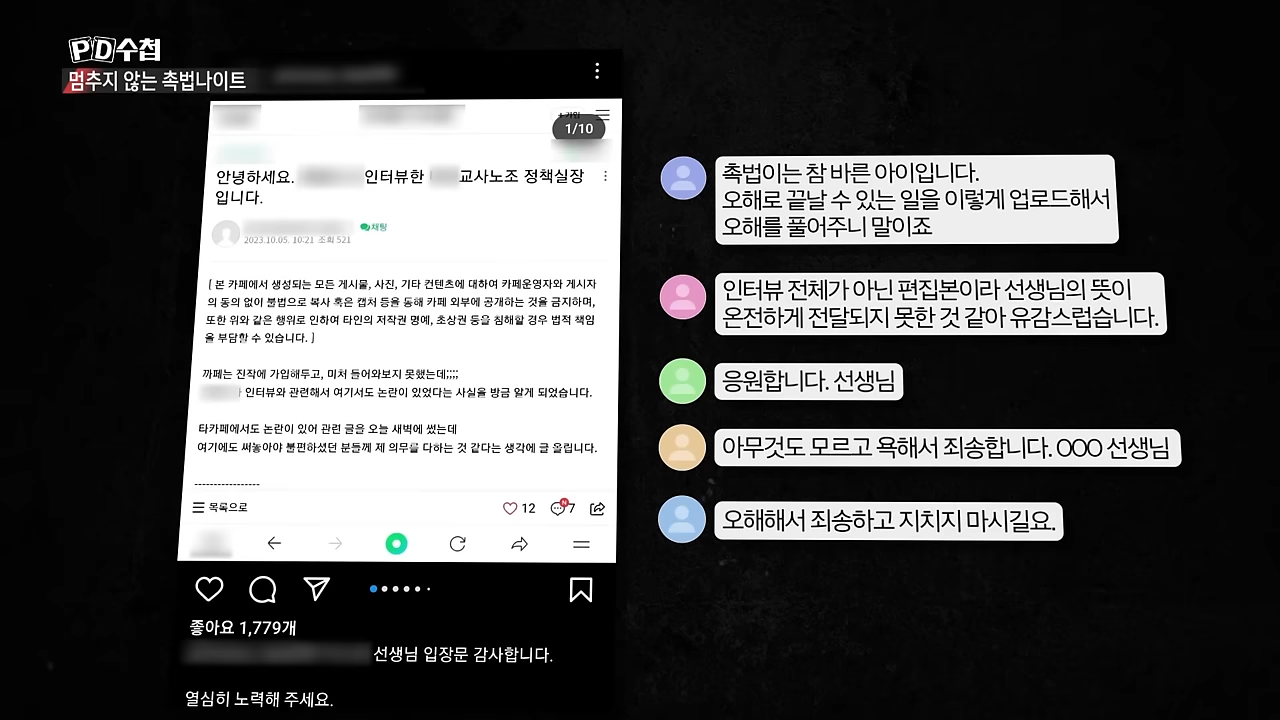 PD수첩
멈추지 않는 촉법나이트
1/10
안녕하세요. 인터뷰한 교사노조 정책실장
입니다.
채팅
2023.10.05. 10:21 조회 521
[ 본 카페에서 생성되는 모든 게시물, 사진, 기타 컨텐츠에 대하여 카페운영자와 게시자
의 동의 없이 불법으로 복사 혹은 캡처 등을 통해 카페 외부에 공개하는 것을 금지하며,
또한 위와 같은 행위로 인하여 타인의 저작권 명예, 초상권 등을 침해할 경우 법적 책임
을 부담할 수 있습니다. ]
까페는 진작에 가입해두고, 미처 들어와보지 못했는데;;;;
인터뷰와 관련해서 여기서도 논란이 있었다는 사실을 방금 알게 되었습니다.
타카페에서도 논란이 있어 관련 글을 오늘 새벽에 썼는데
여기에도 써놓아야 불편하셨던 분들께 제 의무를 다하는 것 같다는 생각에 글 올립니다.
-----------------
목록으로
12
N
7
좋아요 1,779개
선생님 입장문 감사합니다.
열심히 노력해 주세요.
촉법이는 참 바른 아이입니다.
오해로 끝날 수 있는 일을 이렇게 업로드해서
오해를 풀어주니 말이죠
인터뷰 전체가 아닌 편집본이라 선생님의 뜻이
온전하게 전달되지 못한 것 같아 유감스럽습니다.
응원합니다. 선생님
아무것도 모르고 욕해서 죄송합니다. OOO 선생님
오해해서 죄송하고 지치지 마시길요.